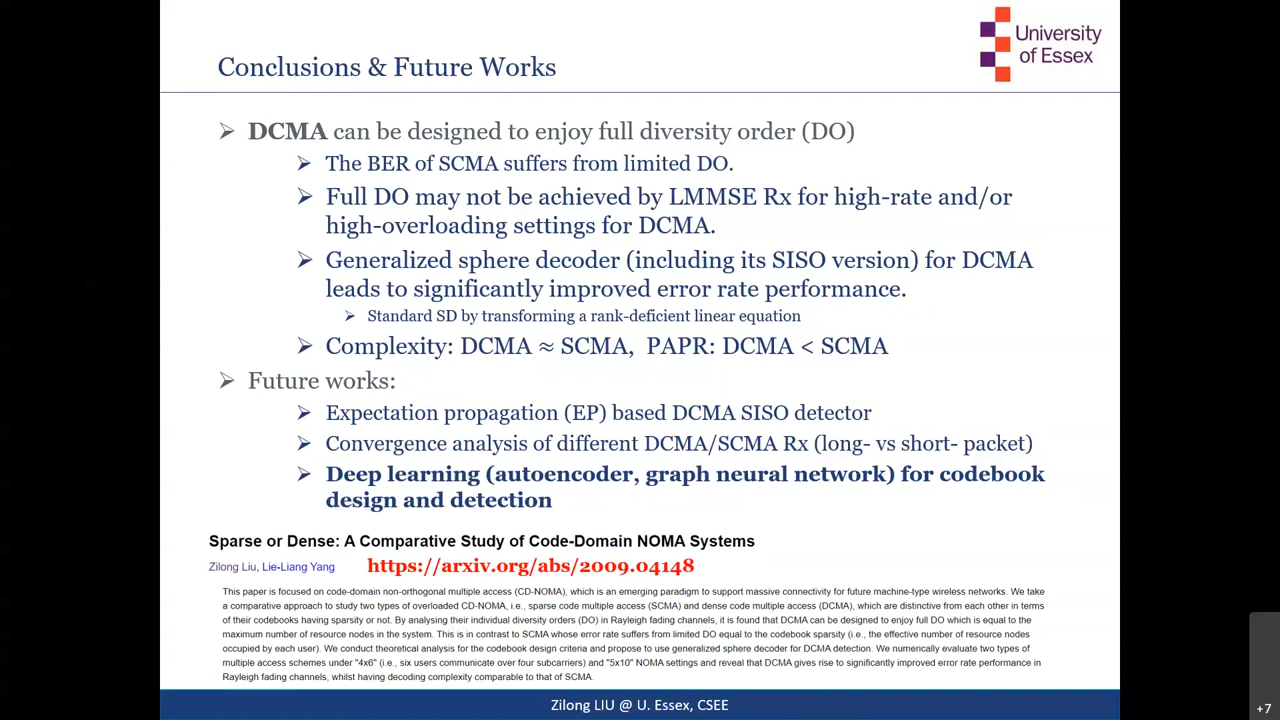 University
of Essex
Conclusions & Future Works
DCMA can be designed to enjoy full diversity order (DO)
The BER of SCMA suffers from limited DO.
Full DO may not be achieved by LMMSE Rx for high-rate and/or
high-overloading settings for DCMA.
Generalized sphere decoder (including its SISO version) for DCMA
leads to significantly improved error rate performance.
Standard SD by transforming a rank-deficient linear equation
Complexity: DCMA ≈ SCMA, PAPR: DCMA < SCMA
Future works:
Expectation propagation (EP) based DCMA SISO detector
Convergence analysis of different DCMA/SCMA Rx (long- vs short- packet)
Deep learning (autoencoder, graph neural network) for codebook
design and detection
Sparse or Dense: A Comparative Study of Code-Domain NOMA Systems
Zilong Liu, Lie-Liang Yang https://arxiv.org/abs/2009.04148
This paper is focused on code-domain non-orthogonal multiple access (CD-NOMA), which is an emerging paradigm to support massive connectivity for future machine-type wireless networks. We take
a comparative approach to study two types of overloaded CD-NOMA, i.e., sparse code multiple access (SCMA) and dense code multiple access (DCMA), which are distinctive from each other in terms
of their codebooks having sparsity or not. By analysing their individual diversity orders (DO) in Rayleigh fading channels, it is found that DCMA can be designed to enjoy full DO which is equal to the
maximum number of resource nodes in the system. This is in contrast to SCMA whose error rate suffers from limited DO equal to the codebook sparsity (i.e., the effective number of resource nodes
occupied by each user). We conduct theoretical analysis for the codebook design criteria and propose to use generalized sphere decoder for DCMA detection. We numerically evaluate two types of
multiple access schemes under "4x6" (i.e., six users communicate over four subcarriers) and "5x10" NOMA settings and reveal that DCMA gives rise to significantly improved error rate performance in
Rayleigh fading channels, whilst having decoding complexity comparable to that of SCMA.
Zilong LIU @ U. Essex, CSEE
+7